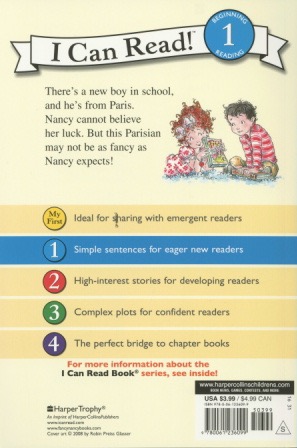 I Can Read!
BEGINNING
1
READING
There's a new boy in school,
and he's from Paris.
Nancy cannot believe
her luck. But this Parisian
may not be as fancy as
Nancy expects!
My First
Ideal for sharing with emergent readers
1
Simple sentences for eager new readers
2
High-interest stories for developing readers
3
Complex plots for confident readers
4
The perfect bridge to chapter books
For more information about the
I Can Read Book® series, see inside!
HarperTrophy®
An Imprint of HarperCollinsPublishers
www.icanread.com
www.fancynancybooks.com
Cover art © 2008 by Robin Preiss Glasser
www.harpercollinschildrens.com
USA $3.99 / $4.99 CAN
50399
S